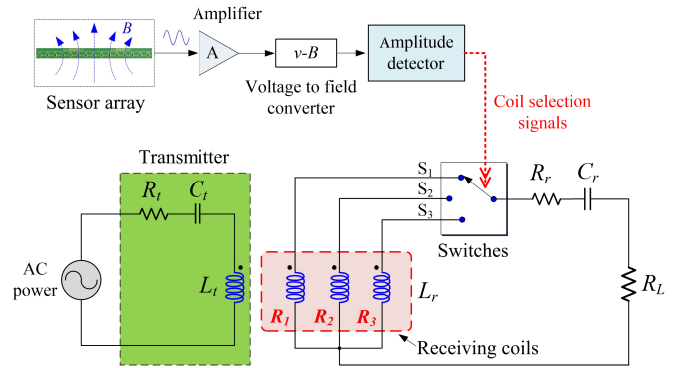 Amplifier
B
A
v-B
Amplitude
detector
Sensor array
Voltage to field
converter
Coil selection
signals
Transmitter
S1
S2
S3
Rt
Ct
Rr
Cr
Switches
AC
power
Lt
Lr
RL
R1
R2
R3
Receiving coils